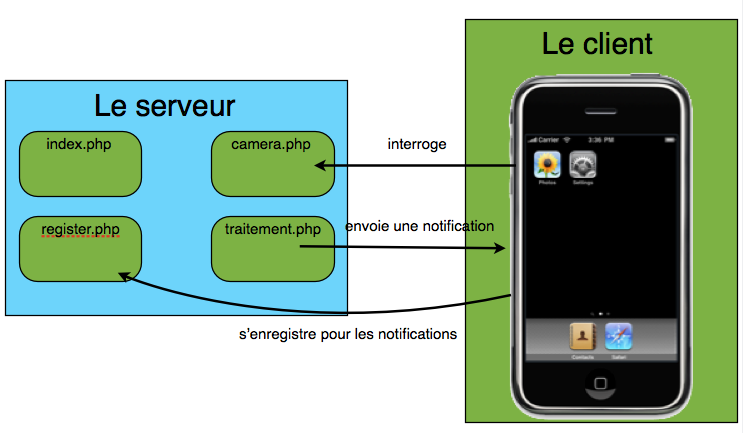 Le client
Le serveur
index.php
camera.php
interroge
register.php
traitement.php
envoie une notification
s'enregistre pour les notifications
Carrier
3:36 PM
Photos
Settings
Contacts
Safari